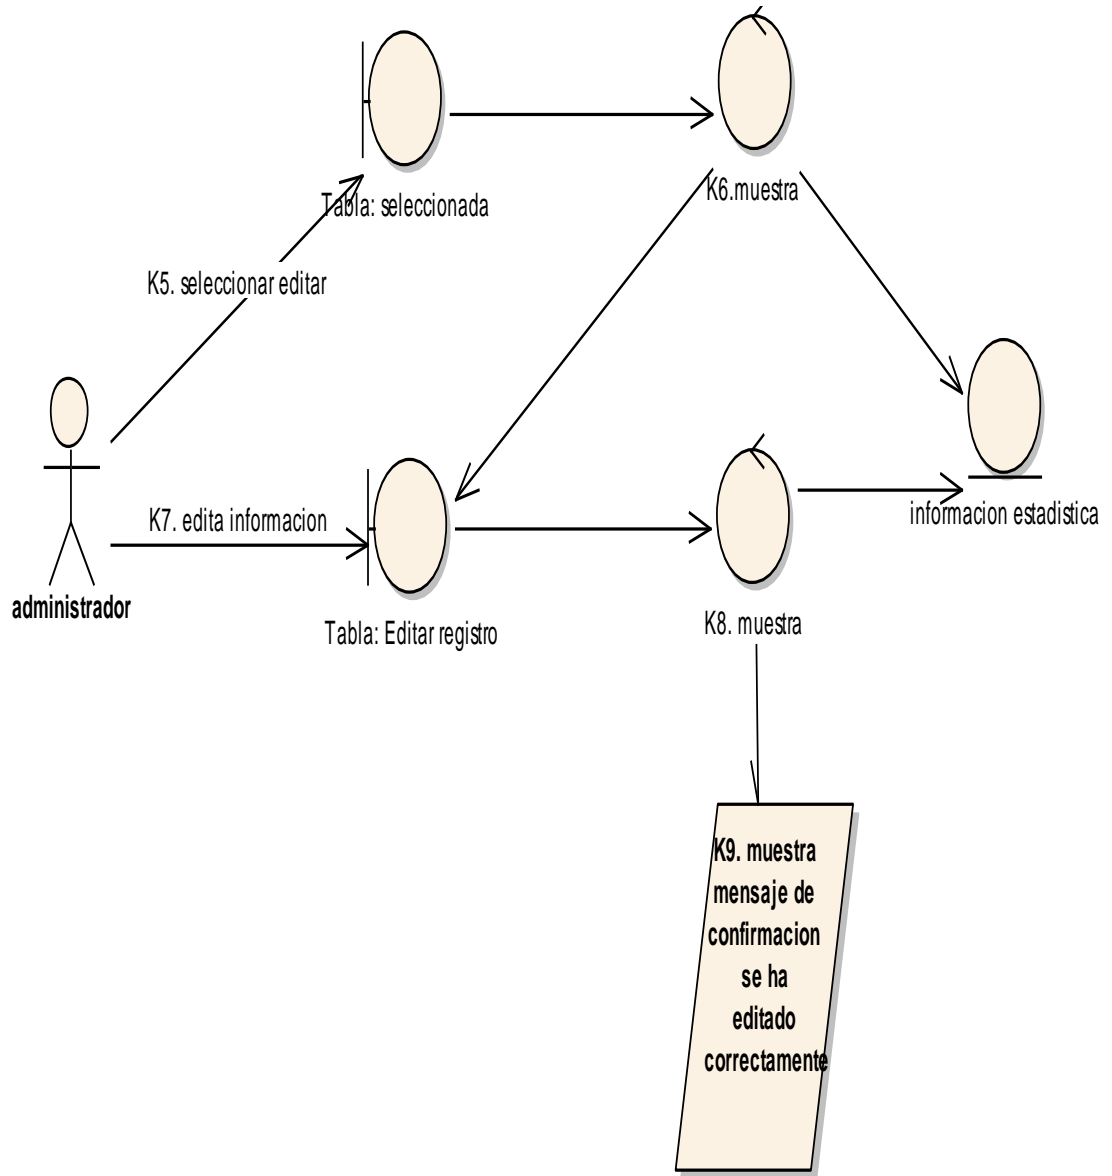 Tabla: seleccionada
K6.muestra
K5. seleccionar editar
K7. edita informacion
informacion estadistica
administrador
Tabla: Editar registro
K8. muestra
K9. muestra
mensaje de
confirmacion
se ha
editado
correctamente